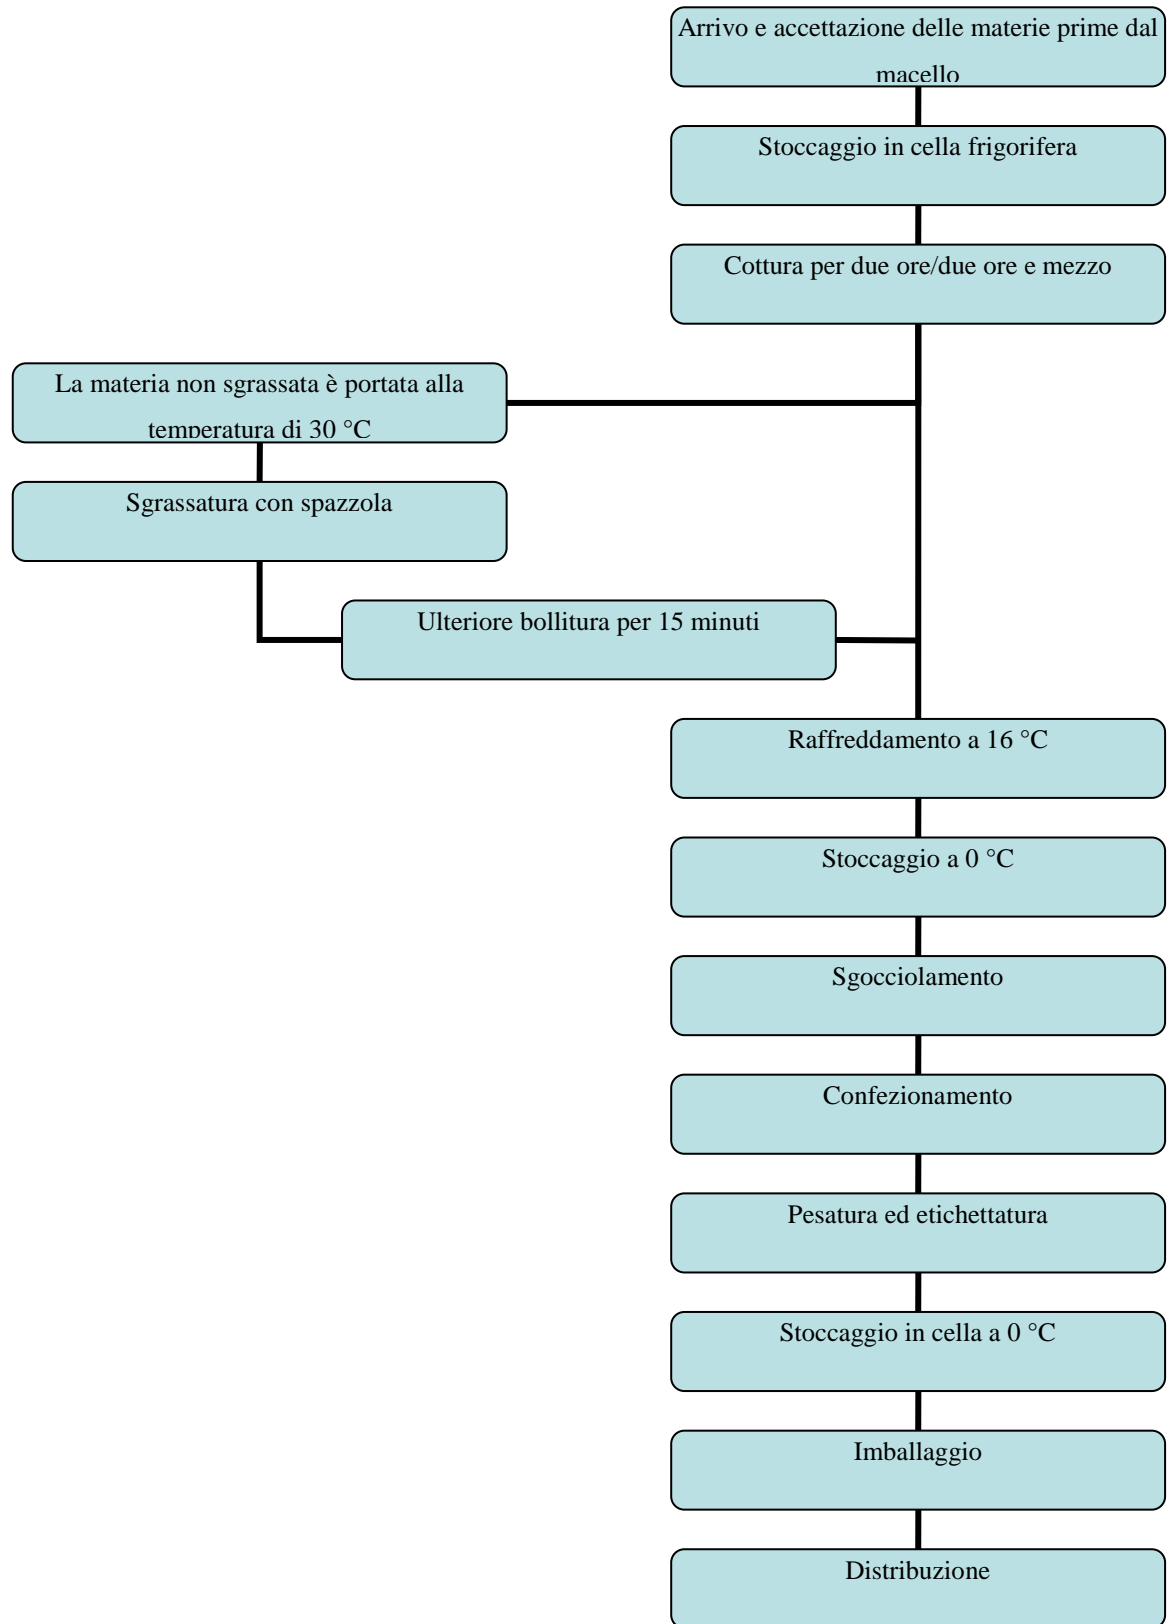 Arrivo e accettazione delle materie prime dal
macello
Stoccaggio in cella frigorifera
Cottura per due ore/due ore e mezzo
La materia non sgrassata è portata alla
temperatura di 30 °C
Sgrassatura con spazzola
Ulteriore bollitura per 15 minuti
Raffreddamento a 16 °C
Stoccaggio a 0 °C
Sgocciolamento
Confezionamento
Pesatura ed etichettatura
Stoccaggio in cella a 0 °C
Imballaggio
Distribuzione